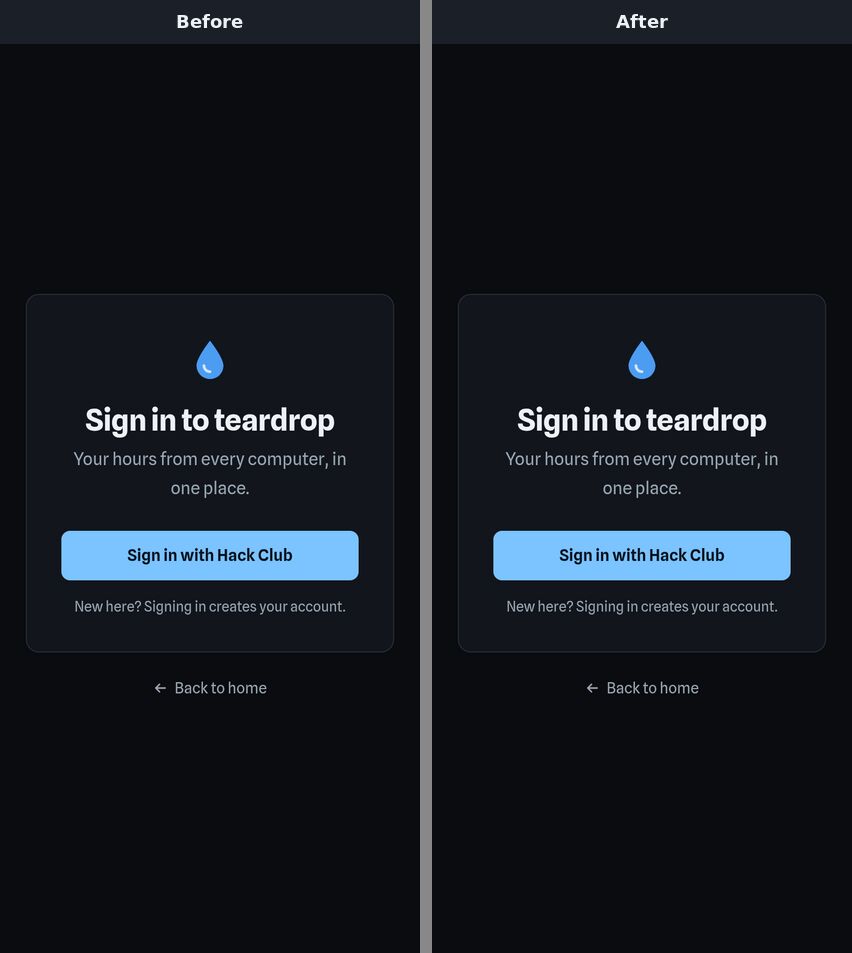 Before
Sign in to teardrop
Your hours from every computer, in
one place.
Sign in with Hack Club
New here? Signing in creates your account.
← Back to home
After
Sign in to teardrop
Your hours from every computer, in
one place.
Sign in with Hack Club
New here? Signing in creates your account.
← Back to home